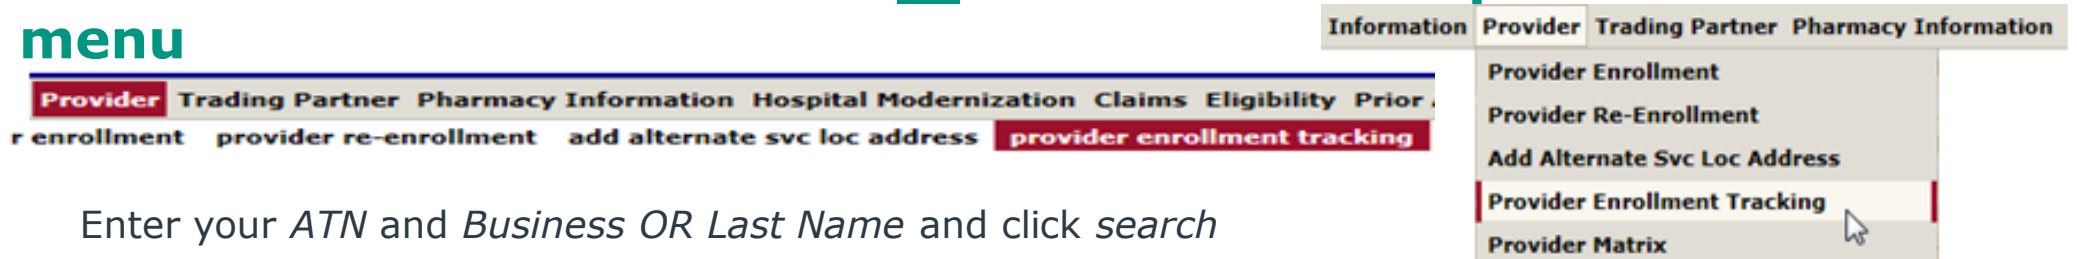 menu
Provider Trading Partner Pharmacy Information Hospital Modernization Claims Eligibility Prior
r enrollment provider re-enrollment add alternate svc loc address provider enrollment tracking
Enter your ATN and Business OR Last Name and click search
Information Provider Trading Partner Pharmacy Information
Provider Enrollment
Provider Re-Enrollment
Add Alternate Svc Loc Address
Provider Enrollment Tracking
Provider Matrix